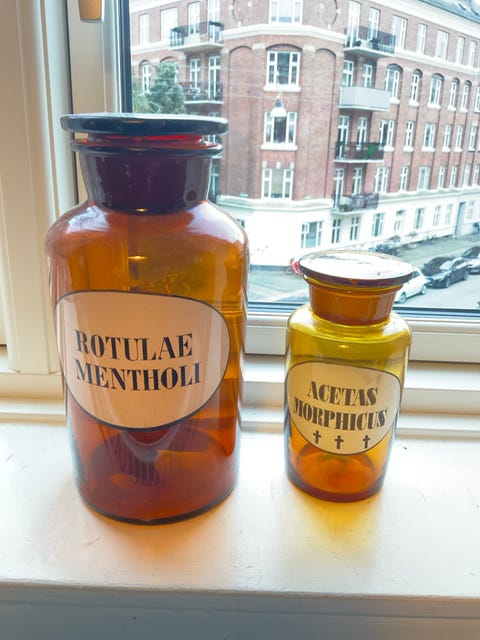 ROTULAE
MENTHOLI
ACETAS
MORPHICUS
† † †